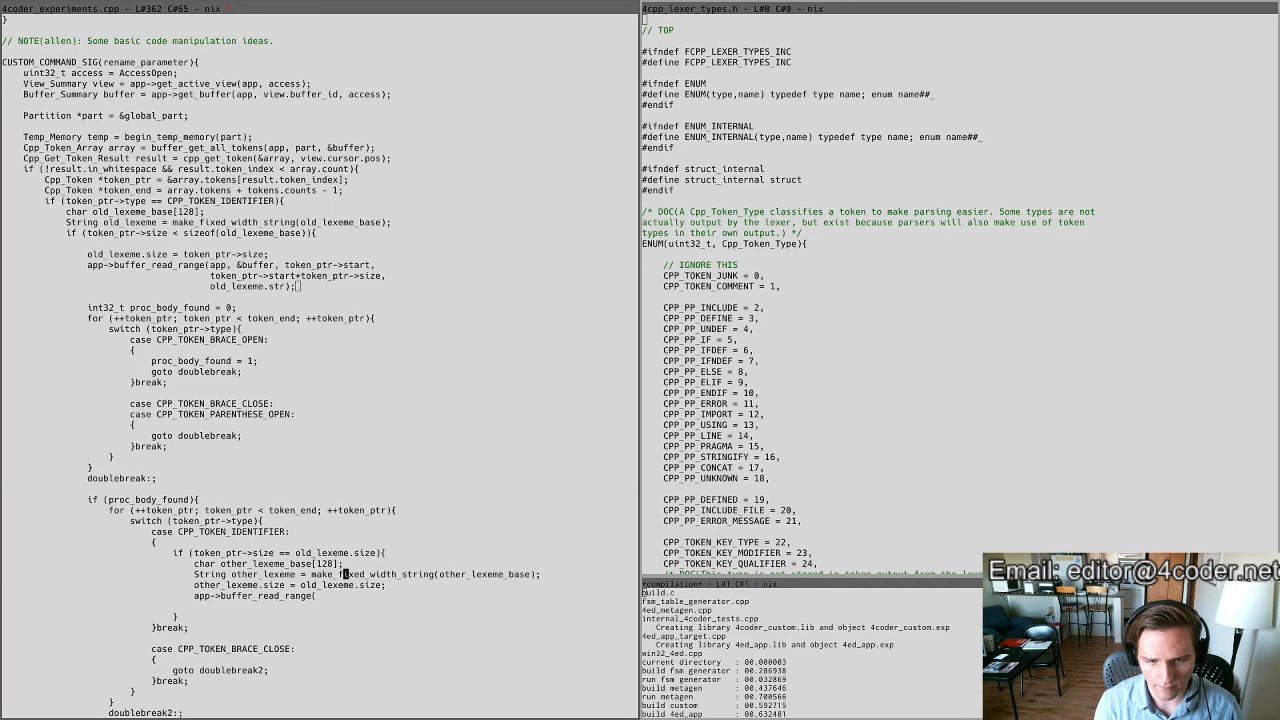 4coder_experiments.cpp - L#362 C#65 - nix *
}
// NOTE(allen): Some basic code manipulation ideas.
CUSTOM_COMMAND_SIG(rename_parameter){
uint32_t access = AccessOpen;
View_Summary view = app->get_active_view(app, access);
Buffer_Summary buffer = app->get_buffer(app, view.buffer_id, access);
Partition *part = &global_part;
Temp_Memory temp = begin_temp_memory(part);
Cpp_Token_Array array = buffer_get_all_tokens(app, part, &buffer);
Cpp_Get_Token_Result result = cpp_get_token(&array, view.cursor.pos);
if (!result.in_whitespace && result.token_index < array.count){
Cpp_Token *token_ptr = &array.tokens[result.token_index];
Cpp_Token *token_end = array.tokens + tokens.counts - 1;
if (token_ptr->type == CPP_TOKEN_IDENTIFIER){
char old_lexeme_base[128];
String old_lexeme = make_fixed_width_string(old_lexeme_base);
if (token_ptr->size < sizeof(old_lexeme_base)){
old_lexeme.size = token_ptr->size;
app->buffer_read_range(app, &buffer, token_ptr->start,
token_ptr->start+token_ptr->size,
old_lexeme.str);
int32_t proc_body_found = 0;
for (++token_ptr; token_ptr < token_end; ++token_ptr){
switch (token_ptr->type){
case CPP_TOKEN_BRACE_OPEN:
{
proc_body_found = 1;
goto doublebreak;
}break;
case CPP_TOKEN_BRACE_CLOSE:
case CPP_TOKEN_PARENTHESE_OPEN:
{
goto doublebreak;
}break;
}
}
doublebreak:;
if (proc_body_found){
for (++token_ptr; token_ptr < token_end; ++token_ptr){
switch (token_ptr->type){
case CPP_TOKEN_IDENTIFIER:
{
if (token_ptr->size == old_lexeme.size){
char other_lexeme_base[128];
String other_lexeme = make_fixed_width_string(other_lexeme_base);
other_lexeme.size = old_lexeme.size;
app->buffer_read_range(
}
}break;
case CPP_TOKEN_BRACE_CLOSE:
{
goto doublebreak2;
}break;
}
}
doublebreak2:;
4cpp_lexer_types.h - L#0 C#0 - nix
// TOP
#ifndef FCPP_LEXER_TYPES_INC
#define FCPP_LEXER_TYPES_INC
#ifndef ENUM
#define ENUM(type,name) typedef type name; enum name##_
#endif
#ifndef ENUM_INTERNAL
#define ENUM_INTERNAL(type,name) typedef type name; enum name##_
#endif
#ifndef struct_internal
#define struct_internal struct
#endif
/* DOC(A Cpp_Token_Type classifies a token to make parsing easier. Some types are not
actually output by the lexer, but exist because parsers will also make use of token
types in their own output.) */
ENUM(uint32_t, Cpp_Token_Type){
// IGNORE THIS
CPP_TOKEN_JUNK = 0,
CPP_TOKEN_COMMENT = 1,
CPP_PP_INCLUDE = 2,
CPP_PP_DEFINE = 3,
CPP_PP_UNDEF = 4,
CPP_PP_IF = 5,
CPP_PP_IFDEF = 6,
CPP_PP_IFNDEF = 7,
CPP_PP_ELSE = 8,
CPP_PP_ELIF = 9,
CPP_PP_ENDIF = 10,
CPP_PP_ERROR = 11,
CPP_PP_IMPORT = 12,
CPP_PP_USING = 13,
CPP_PP_LINE = 14,
CPP_PP_PRAGMA = 15,
CPP_PP_STRINGIFY = 16,
CPP_PP_CONCAT = 17,
CPP_PP_UNKNOWN = 18,
CPP_PP_DEFINED = 19,
CPP_PP_INCLUDE_FILE = 20,
CPP_PP_ERROR_MESSAGE = 21,
CPP_TOKEN_KEY_TYPE = 22,
CPP_TOKEN_KEY_MODIFIER = 23,
CPP_TOKEN_KEY_QUALIFIER = 24,
*compilation* - L#1 C#1 - nix
build.c
fsm_table_generator.cpp
4ed_metagen.cpp
internal_4coder_tests.cpp
Creating library 4coder_custom.lib and object 4coder_custom.exp
4ed_app_target.cpp
Creating library 4ed_app.lib and object 4ed_app.exp
win32_4ed.cpp
current directory : 00.000003
build fsm generator : 00.286938
run fsm generator : 00.032869
build metagen : 00.437646
run metagen : 00.700566
build custom : 00.592715
build 4ed_app : 00.632481
Email: editor@4coder.net